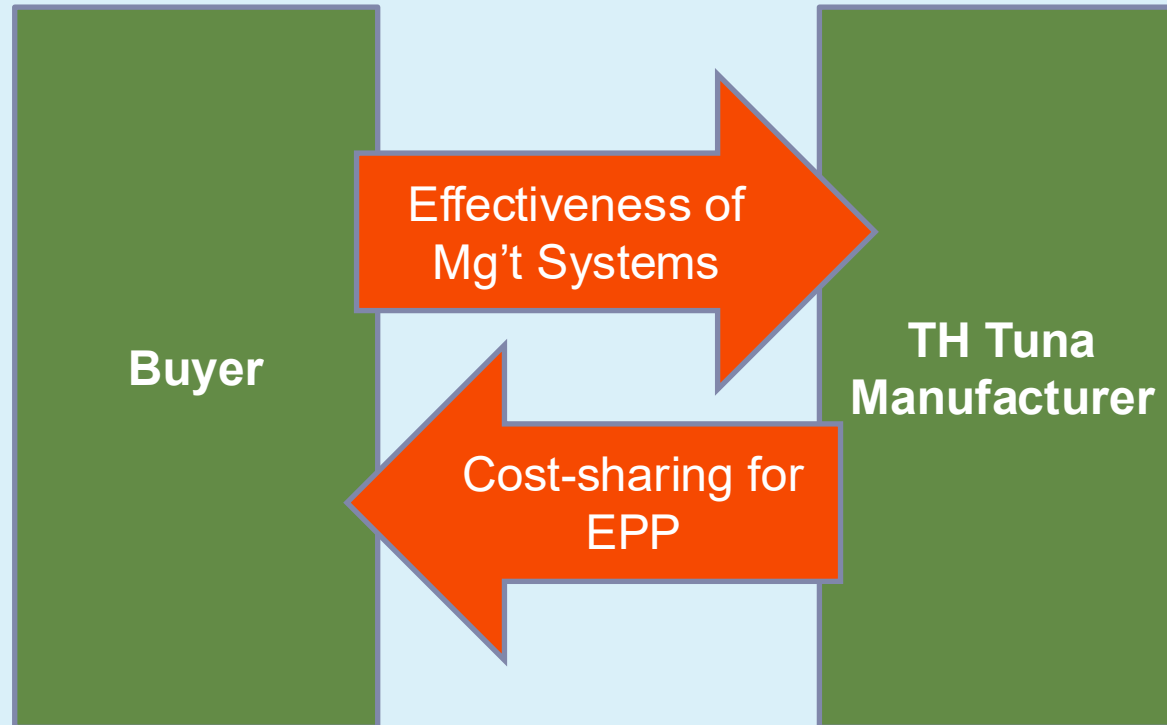 Effectiveness of
Mg’t Systems
Buyer
TH Tuna
Manufacturer
Cost-sharing for
EPP